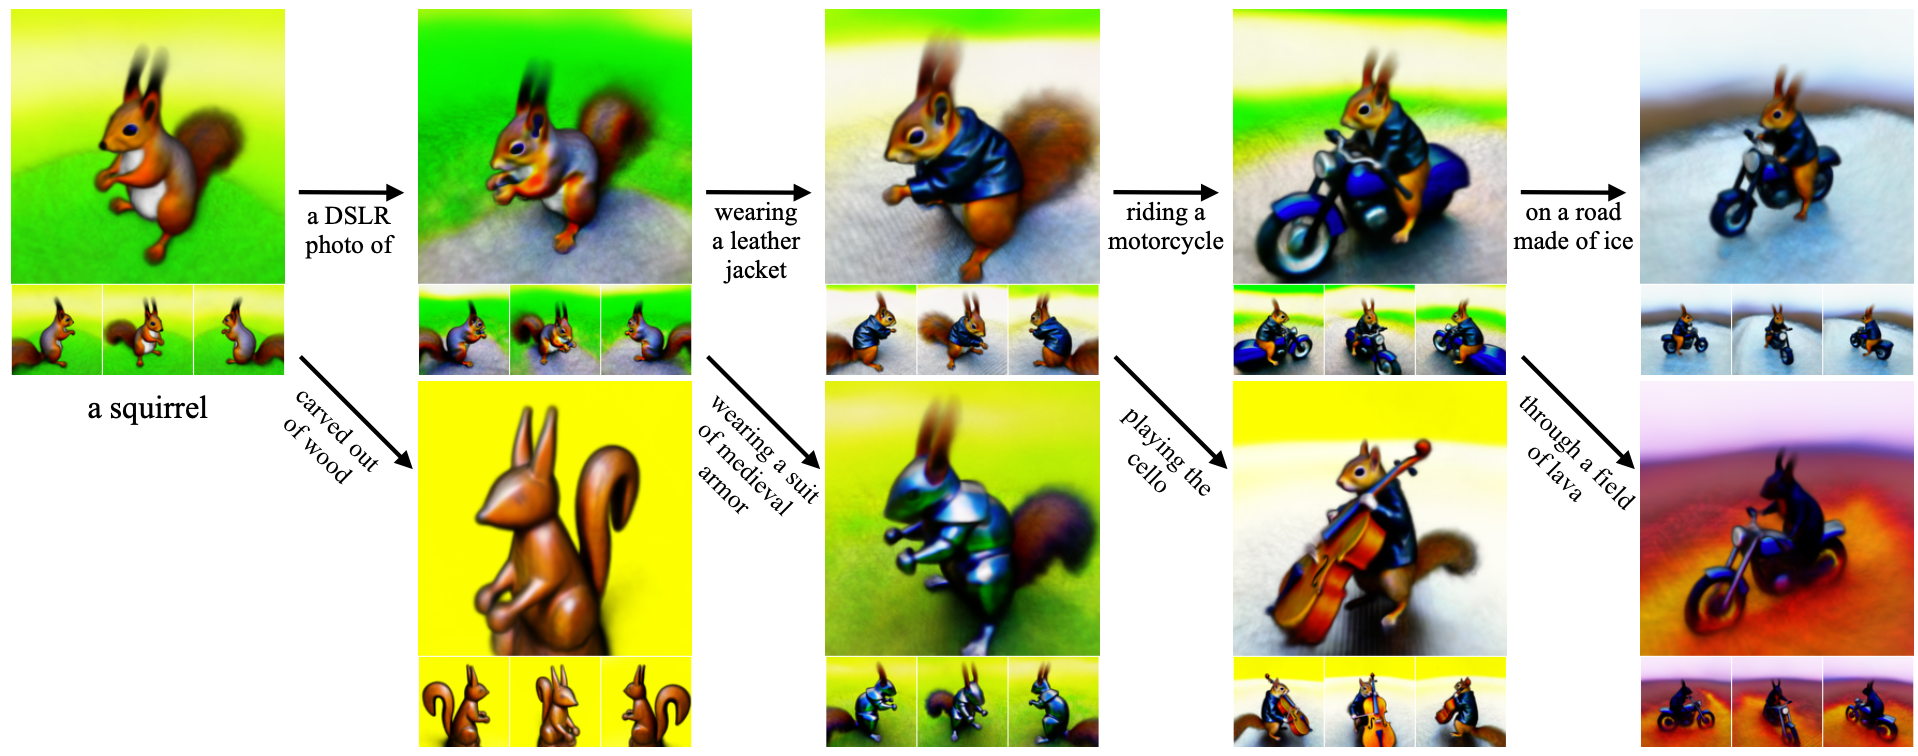 a DSLR
photo of
wearing
a leather
jacket
riding a
motorcycle
on a road
made of ice
a squirrel
carved out
of wood
wearing a suit
of medieval
armor
playing the
cello
through a field
of lava